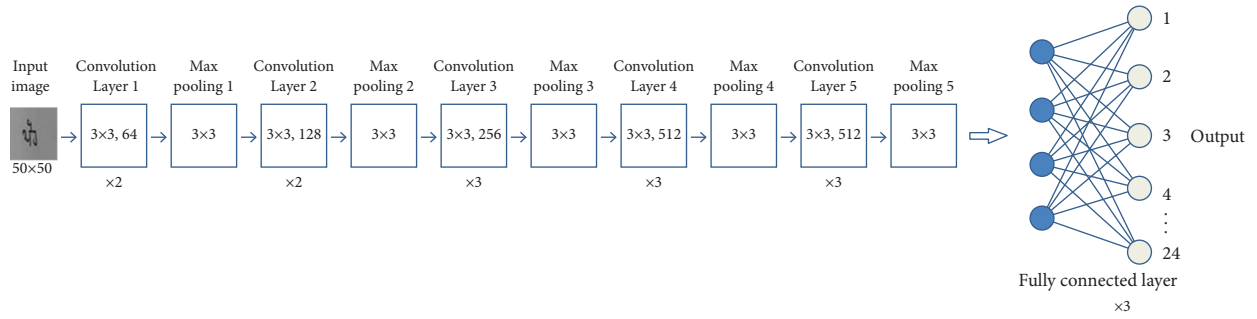 Input image
50×50
Convolution Layer 1
3×3, 64
×2
Max pooling 1
3×3
Convolution Layer 2
3×3, 128
×2
Max pooling 2
3×3
Convolution Layer 3
3×3, 256
×3
Max pooling 3
3×3
Convolution Layer 4
3×3, 512
×3
Max pooling 4
3×3
Convolution Layer 5
3×3, 512
×3
Max pooling 5
3×3
1
2
3
4
⋮
24
Output
Fully connected layer
×3